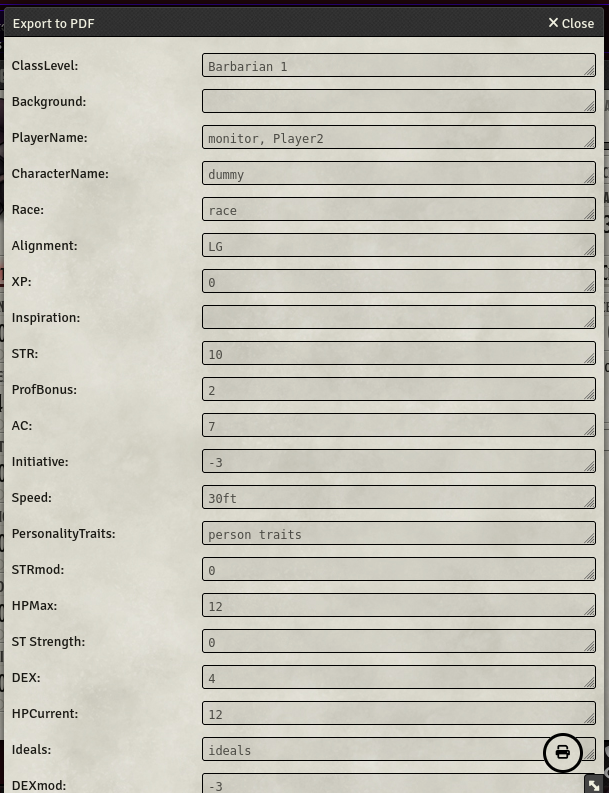 Export to PDF × Close
ClassLevel: Barbarian 1
Background:
PlayerName: monitor, Player2
CharacterName: dummy
Race: race
Alignment: LG
XP: 0
Inspiration:
STR: 10
ProfBonus: 2
AC: 7
Initiative: -3
Speed: 30ft
PersonalityTraits: person traits
STRmod: 0
HPMax: 12
ST Strength: 0
DEX: 4
HPCurrent: 12
Ideals: ideals
DEXmod: -3